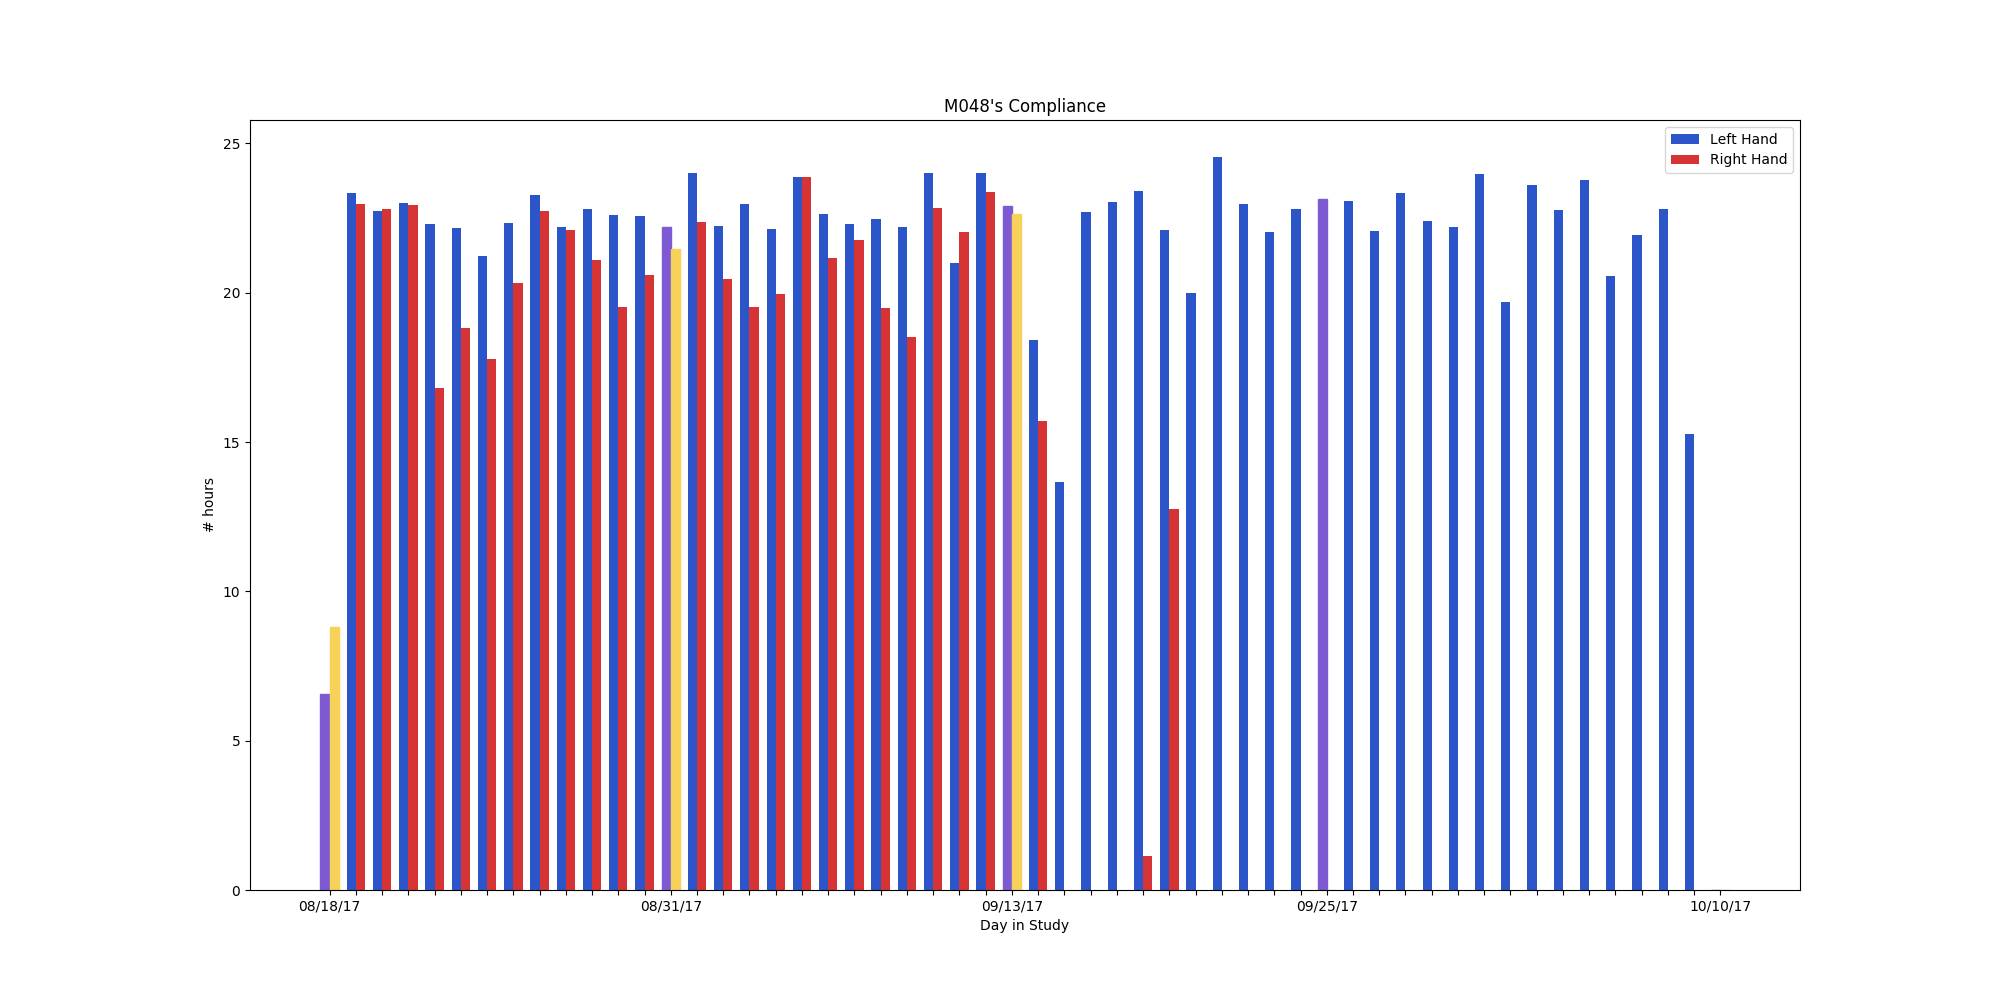 M048's Compliance
25
20
15
10
5
0
# hours
Left Hand
Right Hand
08/18/17
08/31/17
09/13/17
09/25/17
10/10/17
Day in Study